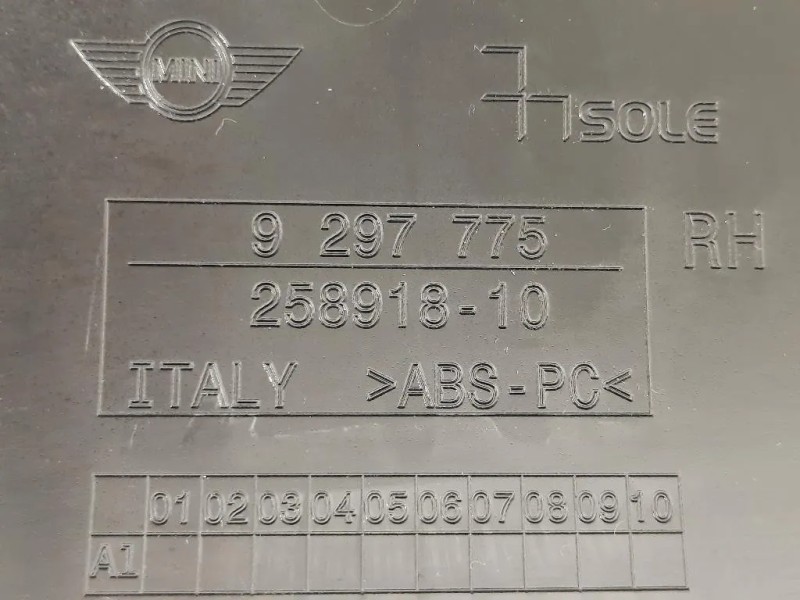 MINI
SOLE
9 297 775
RH
258918-10
ITALY >ABS-PC<
01 02 03 04 05 06 07 08 09 10
A1